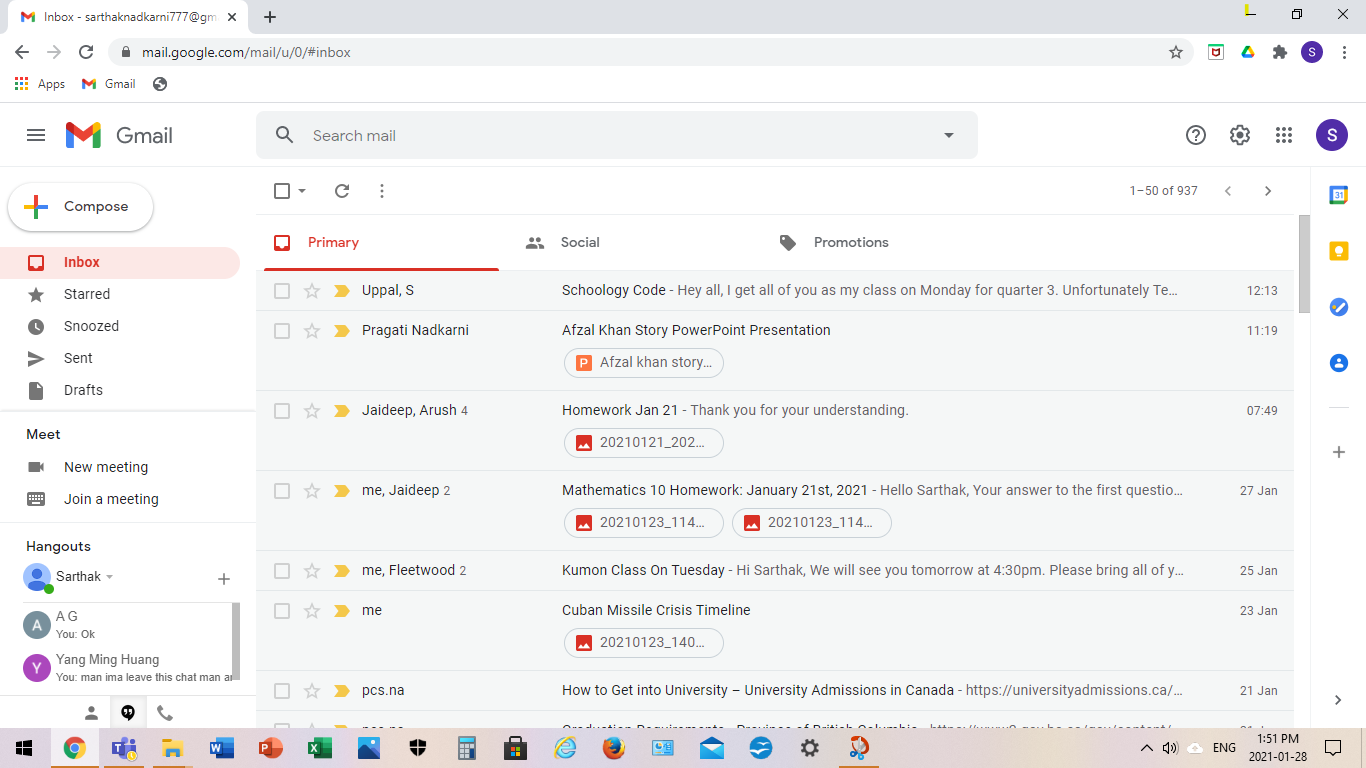 Inbox - sarthaknadkarni777@gm
mail.google.com/mail/u/0/#inbox
S
Apps
Gmail
Gmail
Search mail
S
Compose
1–50 of 937
31
Inbox
Starred
Snoozed
Sent
Drafts
Primary
Social
Promotions
Uppal, S
Schoology Code - Hey all, I get all of you as my class on Monday for quarter 3. Unfortunately Te...
12:13
Pragati Nadkarni
Afzal Khan Story PowerPoint Presentation
11:19
P
Afzal khan story...
Jaideep, Arush 4
Homework Jan 21 - Thank you for your understanding.
07:49
20210121_202...
me, Jaideep 2
Mathematics 10 Homework: January 21st, 2021 - Hello Sarthak, Your answer to the first questio...
27 Jan
20210123_114...
20210123_114...
me, Fleetwood 2
Kumon Class On Tuesday - Hi Sarthak, We will see you tomorrow at 4:30pm. Please bring all of y...
25 Jan
me
Cuban Missile Crisis Timeline
23 Jan
20210123_140...
pcs.na
How to Get into University – University Admissions in Canada - https://universityadmissions.ca/...
21 Jan
Meet
New meeting
Join a meeting
Hangouts
Sarthak
A
A G
You: Ok
Y
Yang Ming Huang
You: man ima leave this chat man
ENG
1:51 PM
2021-01-28